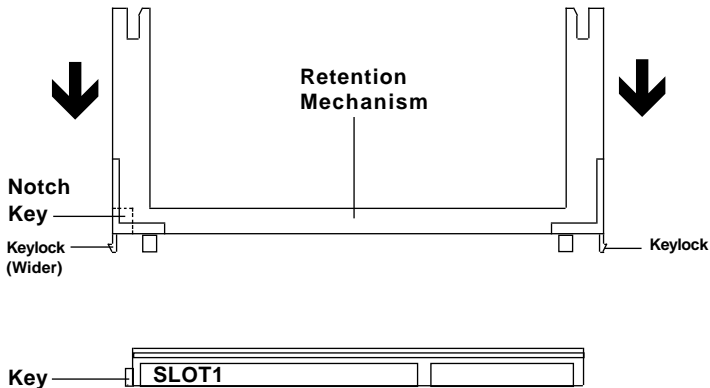 Retention
Mechanism
Notch
Key
Keylock
(Wider)
Keylock
Key
SLOT1